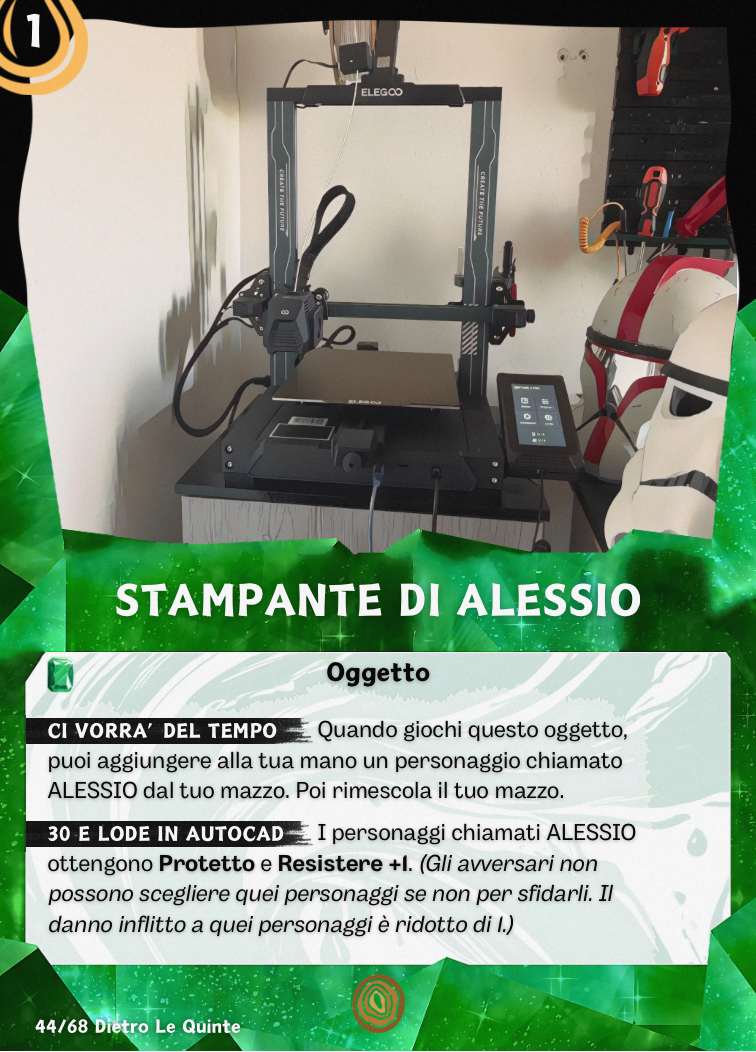 1
ELEGOO
CREATE THE FUTURE
CREATE THE FUTURE
ELEGOO
STAMPANTE DI ALESSIO
Oggetto
CI VORRA’ DEL TEMPO Quando giochi questo oggetto,
puoi aggiungere alla tua mano un personaggio chiamato
ALESSIO dal tuo mazzo. Poi rimescola il tuo mazzo.
30 E LODE IN AUTOCAD I personaggi chiamati ALESSIO
ottengono Protetto e Resistere +1. (Gli avversari non
possono scegliere quei personaggi se non per sfidarli. Il
danno inflitto a quei personaggi è ridotto di 1.)
44/68 Dietro Le Quinte